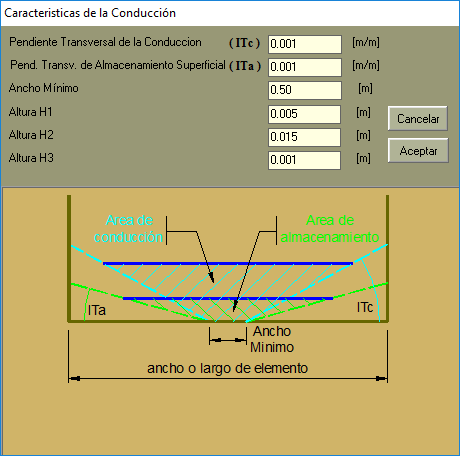 Caracteristicas de la Conducción
Pendiente Transversal de la Conduccion ( ITc ) 0.001 [m/m]
Pend. Transv. de Almacenamiento Superficial ( ITa ) 0.001 [m/m]
Ancho Mínimo 0.50 [m]
Altura H1 0.005 [m] Cancelar
Altura H2 0.015 [m]
Altura H3 0.001 [m] Aceptar
Area de conducción
Area de almacenamiento
ITa
ITc
Ancho
Minimo
ancho o largo de elemento